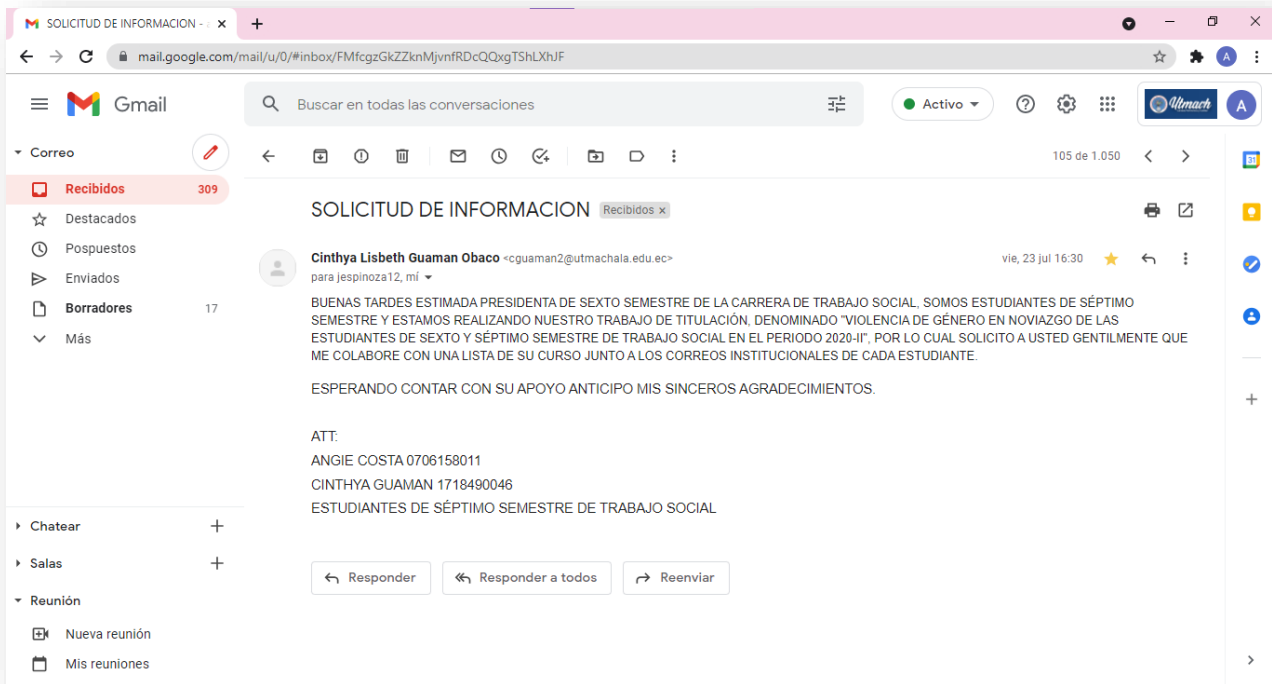 SOLICITUD DE INFORMACION -
mail.google.com/mail/u/0/#inbox/FMfcgzGkZZknMjvnfRDcQQxgTShLXhJF
A
Gmail
Buscar en todas las conversaciones
Activo
Utmach
A
Correo
Recibidos 309
Destacados
Pospuestos
Enviados
Borradores 17
Más
105 de 1.050
31
SOLICITUD DE INFORMACION Recibidos x
Cinthya Lisbeth Guaman Obaco <cguaman2@utmachala.edu.ec> vie, 23 jul 16:30
para jespinoza12, mí
BUENAS TARDES ESTIMADA PRESIDENTA DE SEXTO SEMESTRE DE LA CARRERA DE TRABAJO SOCIAL, SOMOS ESTUDIANTES DE SÉPTIMO
SEMESTRE Y ESTAMOS REALIZANDO NUESTRO TRABAJO DE TITULACIÓN, DENOMINADO "VIOLENCIA DE GÉNERO EN NOVIAZGO DE LAS
ESTUDIANTES DE SEXTO Y SÉPTIMO SEMESTRE DE TRABAJO SOCIAL EN EL PERIODO 2020-II", POR LO CUAL SOLICITO A USTED GENTILMENTE QUE
ME COLABORE CON UNA LISTA DE SU CURSO JUNTO A LOS CORREOS INSTITUCIONALES DE CADA ESTUDIANTE.
ESPERANDO CONTAR CON SU APOYO ANTICIPO MIS SINCEROS AGRADECIMIENTOS.
ATT:
ANGIE COSTA 0706158011
CINTHYA GUAMAN 1718490046
ESTUDIANTES DE SÉPTIMO SEMESTRE DE TRABAJO SOCIAL
Responder
Responder a todos
Reenviar
Chatear
Salas
Reunión
Nueva reunión
Mis reuniones